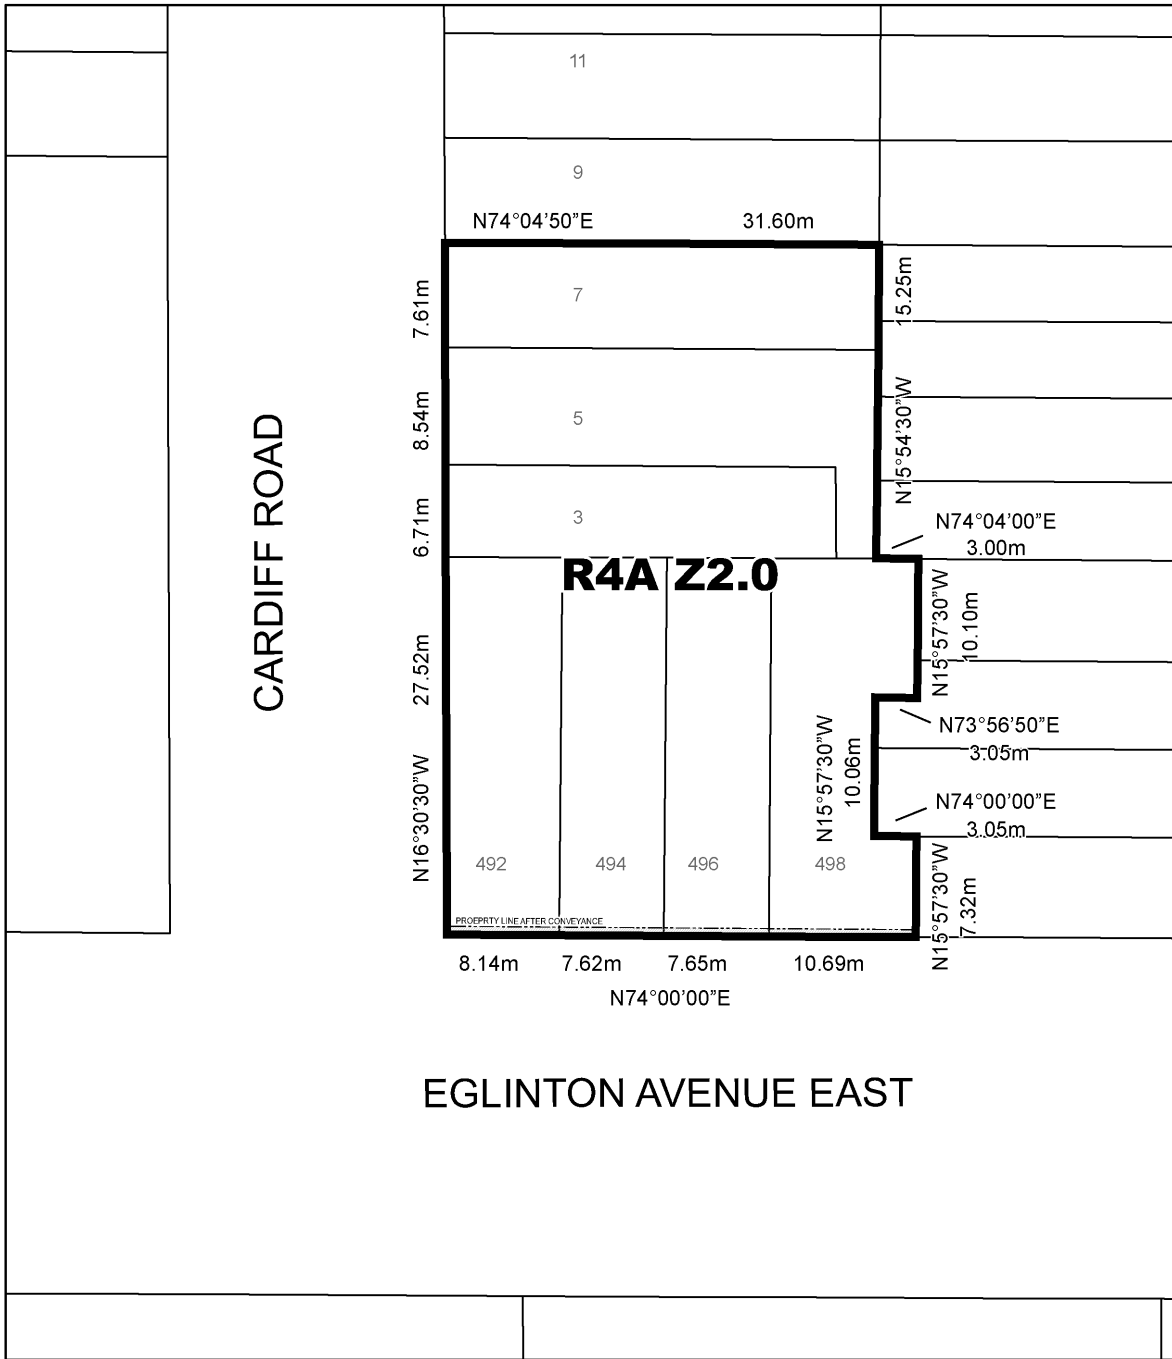 11
9
N74°04'50"E 31.60m
7
7.61m
15.25m
5
8.54m
N15°54'30"W
CARDIFF ROAD
3
6.71m
N74°04'00"E
3.00m
R4A Z2.0
N15°57'30"W
10.10m
27.52m
N73°56'50"E
3.05m
N15°57'30"W
10.06m
N16°30'30"W
N74°00'00"E
3.05m
492
494
496
498
N15°57'30"W
7.32m
PROEPRTY LINE AFTER CONVEYANCE
8.14m 7.62m 7.65m 10.69m
N74°00'00"E
EGLINTON AVENUE EAST